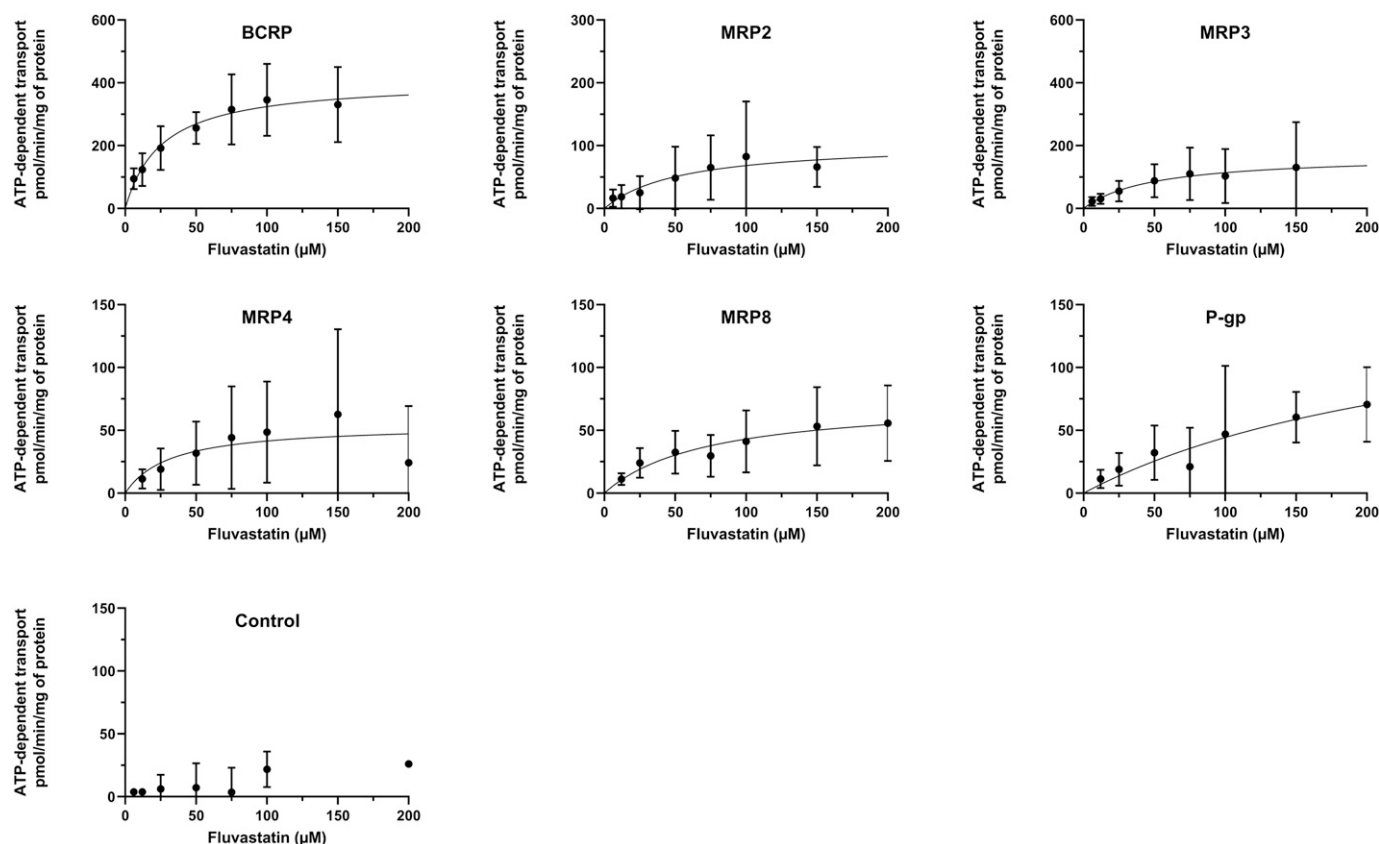 BCRP
ATP-dependent transport
pmol/min/mg of protein
600
400
200
0
0 50 100 150 200
Fluvastatin (µM)
MRP2
ATP-dependent transport
pmol/min/mg of protein
300
200
100
0
0 50 100 150 200
Fluvastatin (µM)
MRP3
ATP-dependent transport
pmol/min/mg of protein
600
400
200
0
0 50 100 150 200
Fluvastatin (µM)
MRP4
ATP-dependent transport
pmol/min/mg of protein
150
100
50
0
0 50 100 150 200
Fluvastatin (µM)
MRP8
ATP-dependent transport
pmol/min/mg of protein
150
100
50
0
0 50 100 150 200
Fluvastatin (µM)
P-gp
ATP-dependent transport
pmol/min/mg of protein
150
100
50
0
0 50 100 150 200
Fluvastatin (µM)
Control
ATP-dependent transport
pmol/min/mg of protein
150
100
50
0
0 50 100 150 200
Fluvastatin (µM)